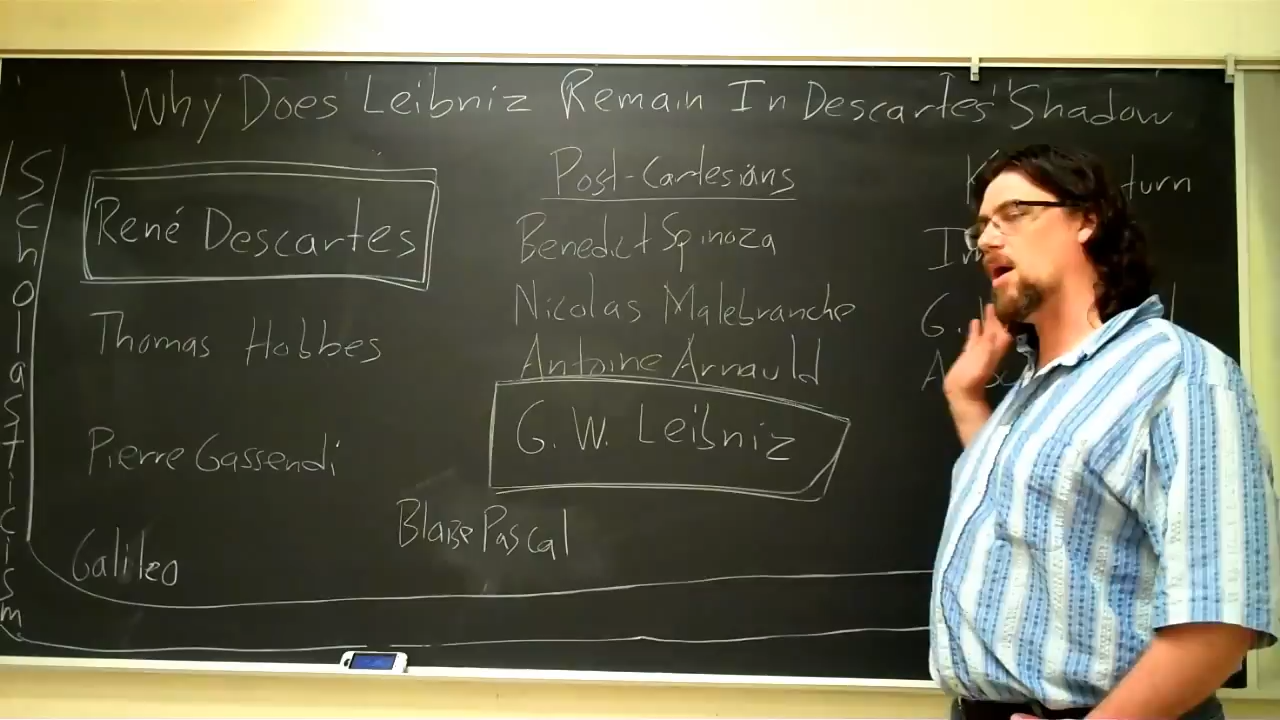 Why Does Leibniz Remain In Descartes' "Shadow
Scholasticism
René Descartes
Thomas Hobbes
Pierre Gassendi
Galileo
Blaise Pascal
Post-Cartesians
Benedict Spinoza
Nicolas Malebranche
Antoine Arnauld
G. W. Leibniz
G.